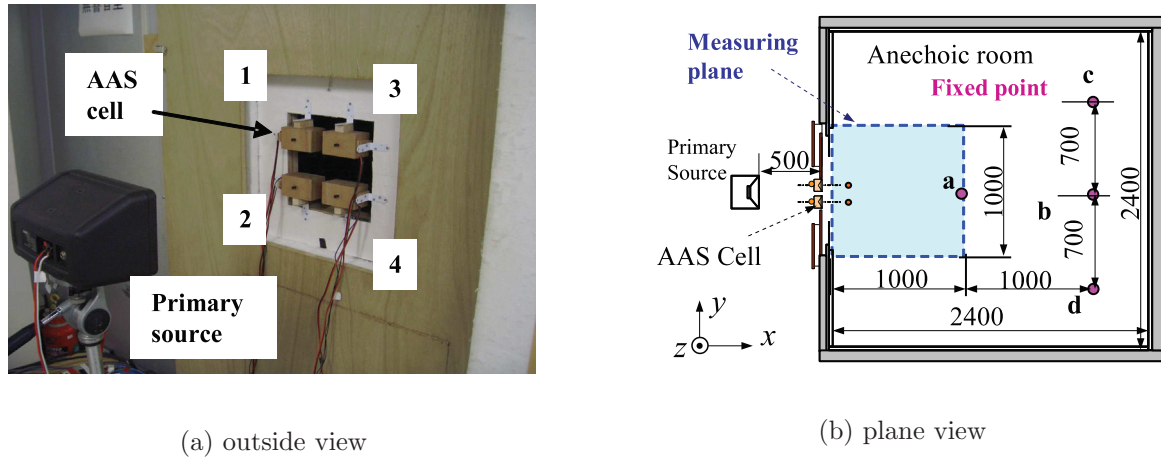 AAS
cell
1
3
2
4
Primary
source
(a) outside view
Measuring
plane
Anechoic room
Fixed point
c
Primary
Source
500
700
a
1000
b
2400
700
AAS Cell
1000
1000
d
2400
y
x
z
(b) plane view